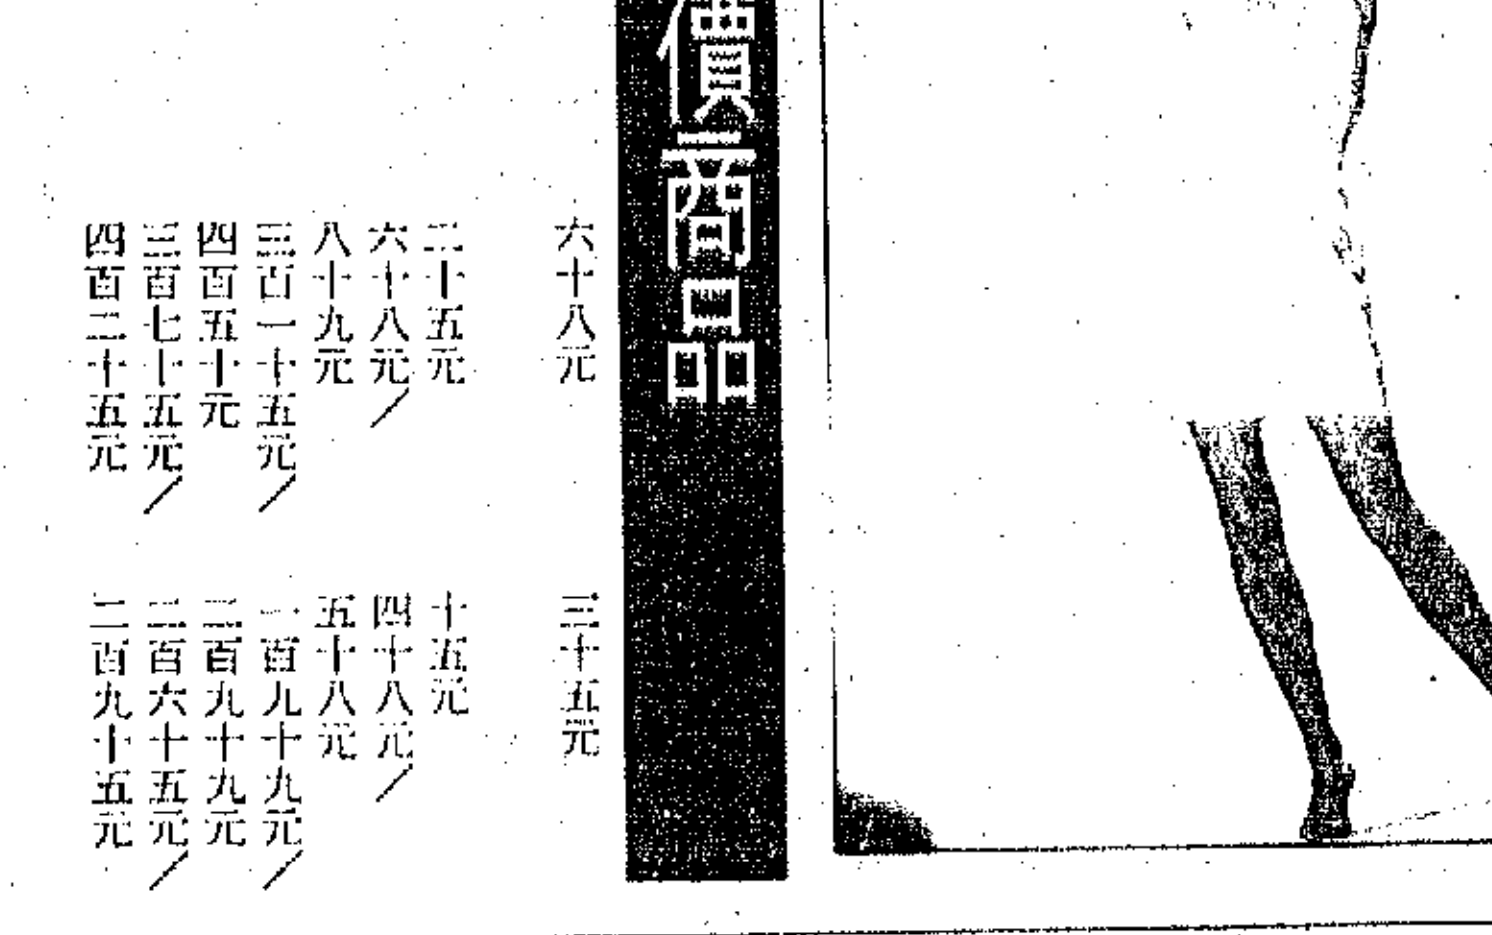 價商品
六十八元
三十五元
二十五元
十五元
六十八元／
四十八元／
八十九元
五十八元
三百一十五元／
一百九十九元／
四百五十元
二百九十九元
三百七十五元／
二百六十五元／
四百二十五元
二百九十五元